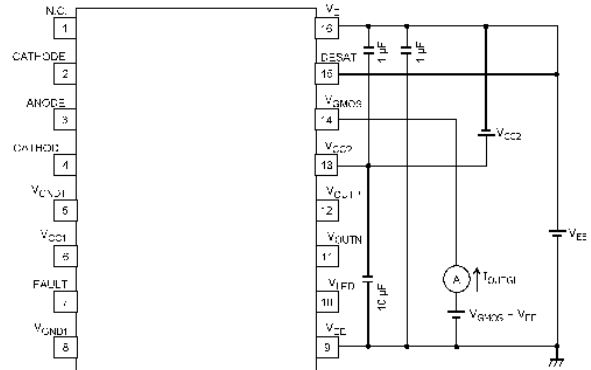 N.C.
1
CATHODE
2
ANODE
3
CATHOD
4
VGND1
5
VCC1
6
FAULT
7
VGND1
8
VE
16
DESAT
15
VGMOS
14
VCC2
13
VOUTP
12
VOUTN
11
VLED
10
VEE
9
1 µF
1 µF
10 µF
VCC2
VEE
A
IOUTGL
VGMOS – VEE